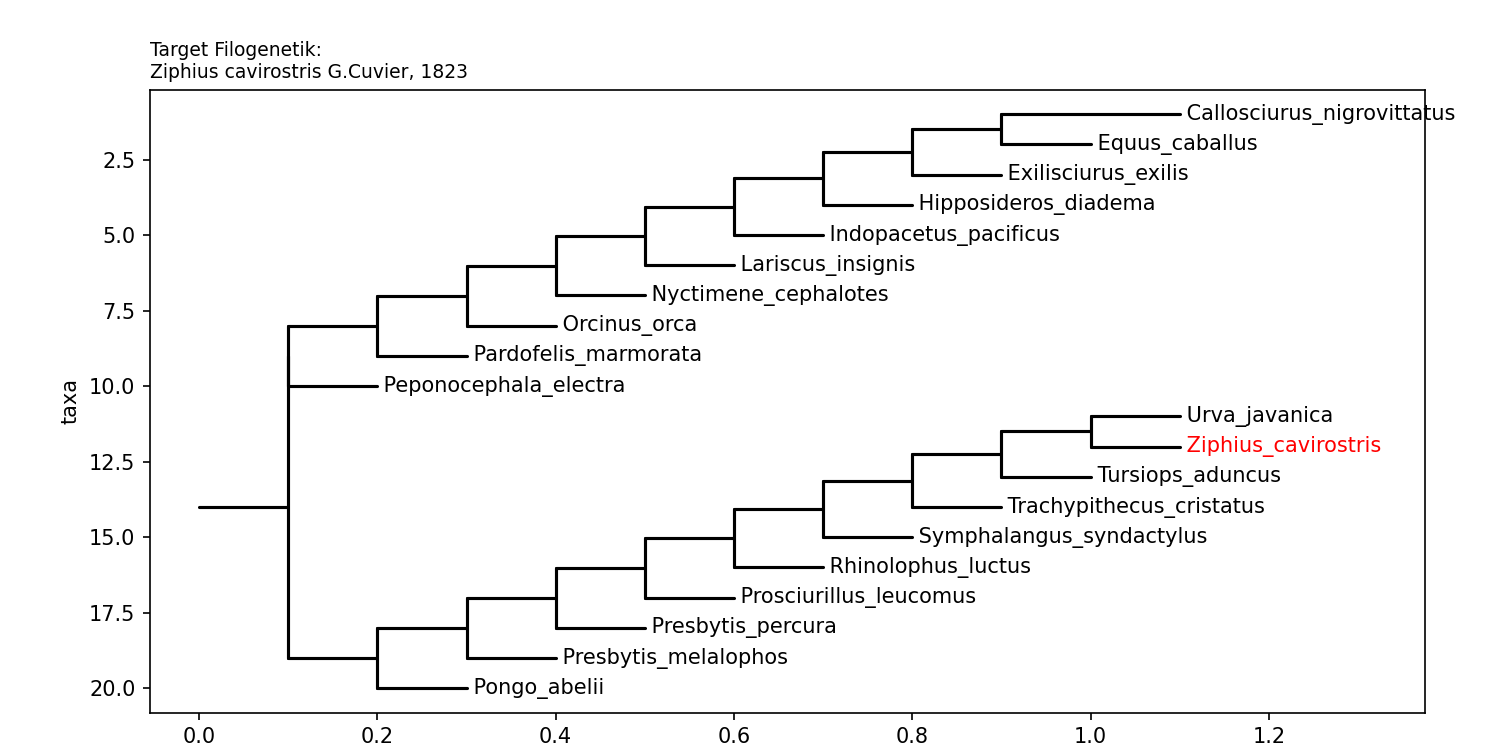 Target Filogenetik:
Ziphius cavirostris G.Cuvier, 1823
Callosciurus_nigrovittatus
Equus_caballus
2.5
Exilisciurus_exilis
Hipposideros_diadema
5.0
Indopacetus_pacificus
Lariscus_insignis
Nyctimene_cephalotes
7.5
Orcinus_orca
Pardofelis_marmorata
10.0
Peponocephala_electra
taxa
Urva_javanica
Ziphius_cavirostris
12.5
Tursiops_aduncus
Trachypithecus_cristatus
15.0
Symphalangus_syndactylus
Rhinolophus_luctus
Prosciurillus_leucomus
17.5
Presbytis_percura
Presbytis_melalophos
20.0
Pongo_abelii
0.0 0.2 0.4 0.6 0.8 1.0 1.2